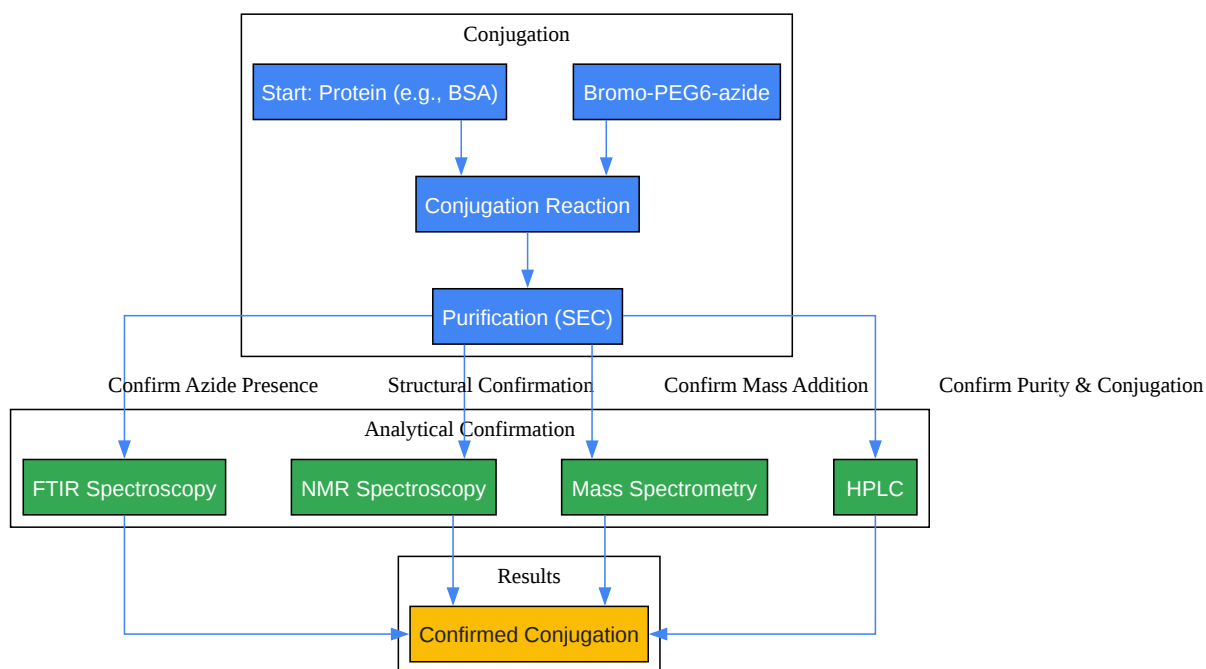 Conjugation
Start: Protein (e.g., BSA)
Bromo-PEG6-azide
Conjugation Reaction
Purification (SEC)
Confirm Azide Presence
Structural Confirmation
Confirm Mass Addition
Confirm Purity & Conjugation
Analytical Confirmation
FTIR Spectroscopy
NMR Spectroscopy
Mass Spectrometry
HPLC
Results
Confirmed Conjugation